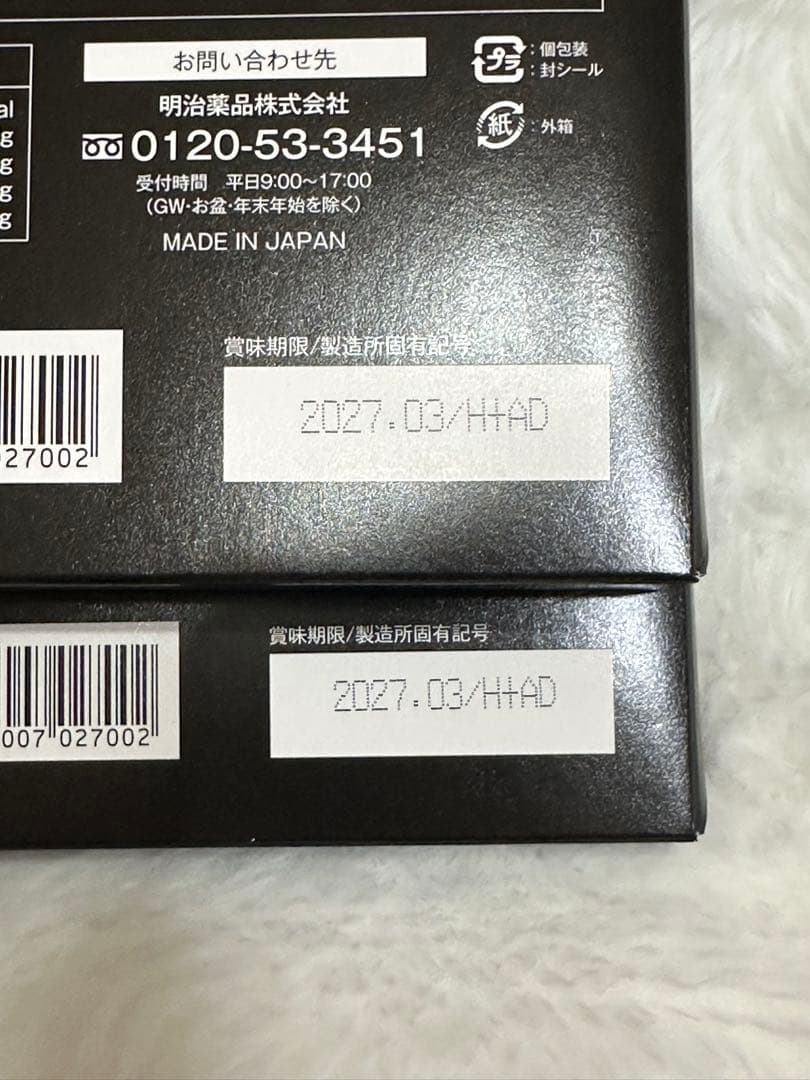 お問い合わせ先
明治薬品株式会社
0120-53-3451
受付時間 平日9:00〜17:00
(GW・お盆・年末年始を除く)
MADE IN JAPAN
プラ : 個包装
: 封シール
紙 : 外箱
al
g
g
g
g
賞味期限/製造所固有記号
2027.03/H+AD
027002
賞味期限/製造所固有記号
2027.03/H+AD
007 027002